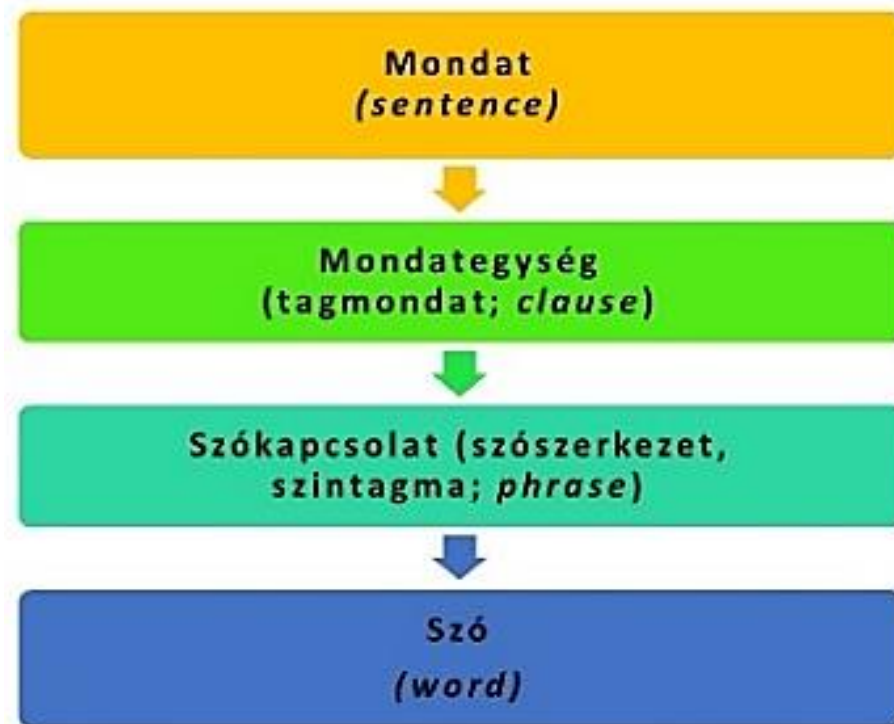 Mondat
(sentence)
Mondategység
(tagmondat; clause)
Szókapcsolat (szószerkezet,
szintagma; phrase)
Szó
(word)